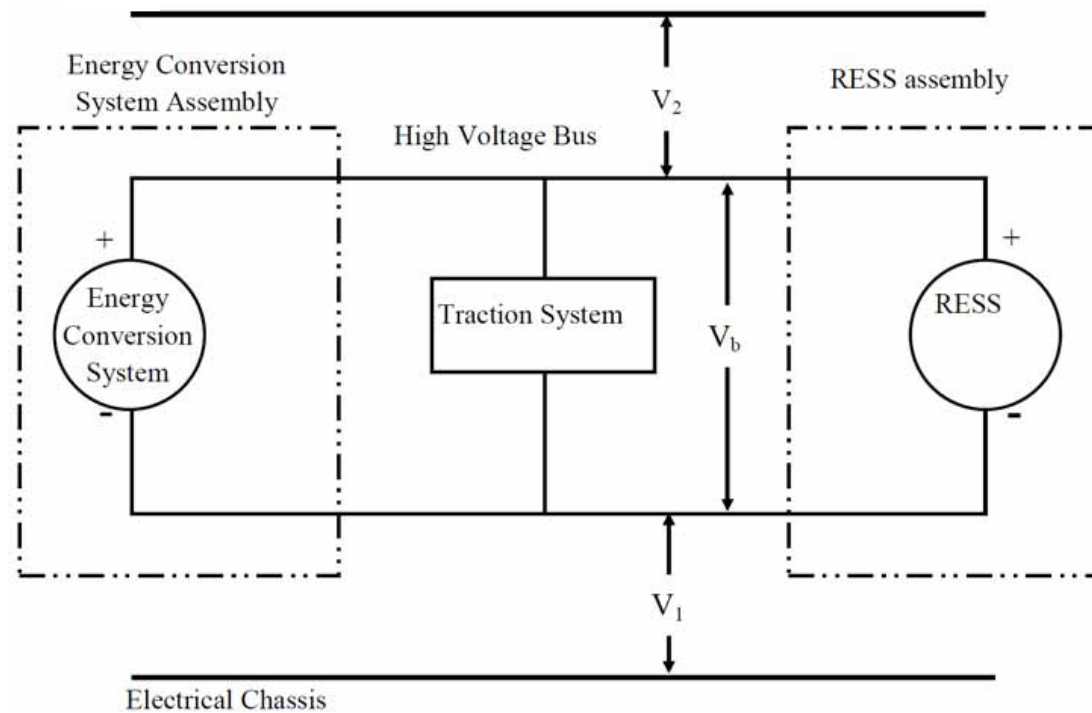 Energy Conversion
System Assembly
V₂
RESS assembly
High Voltage Bus
+
+
Energy
Conversion
System
Traction System
V_b
RESS
-
-
V₁
Electrical Chassis